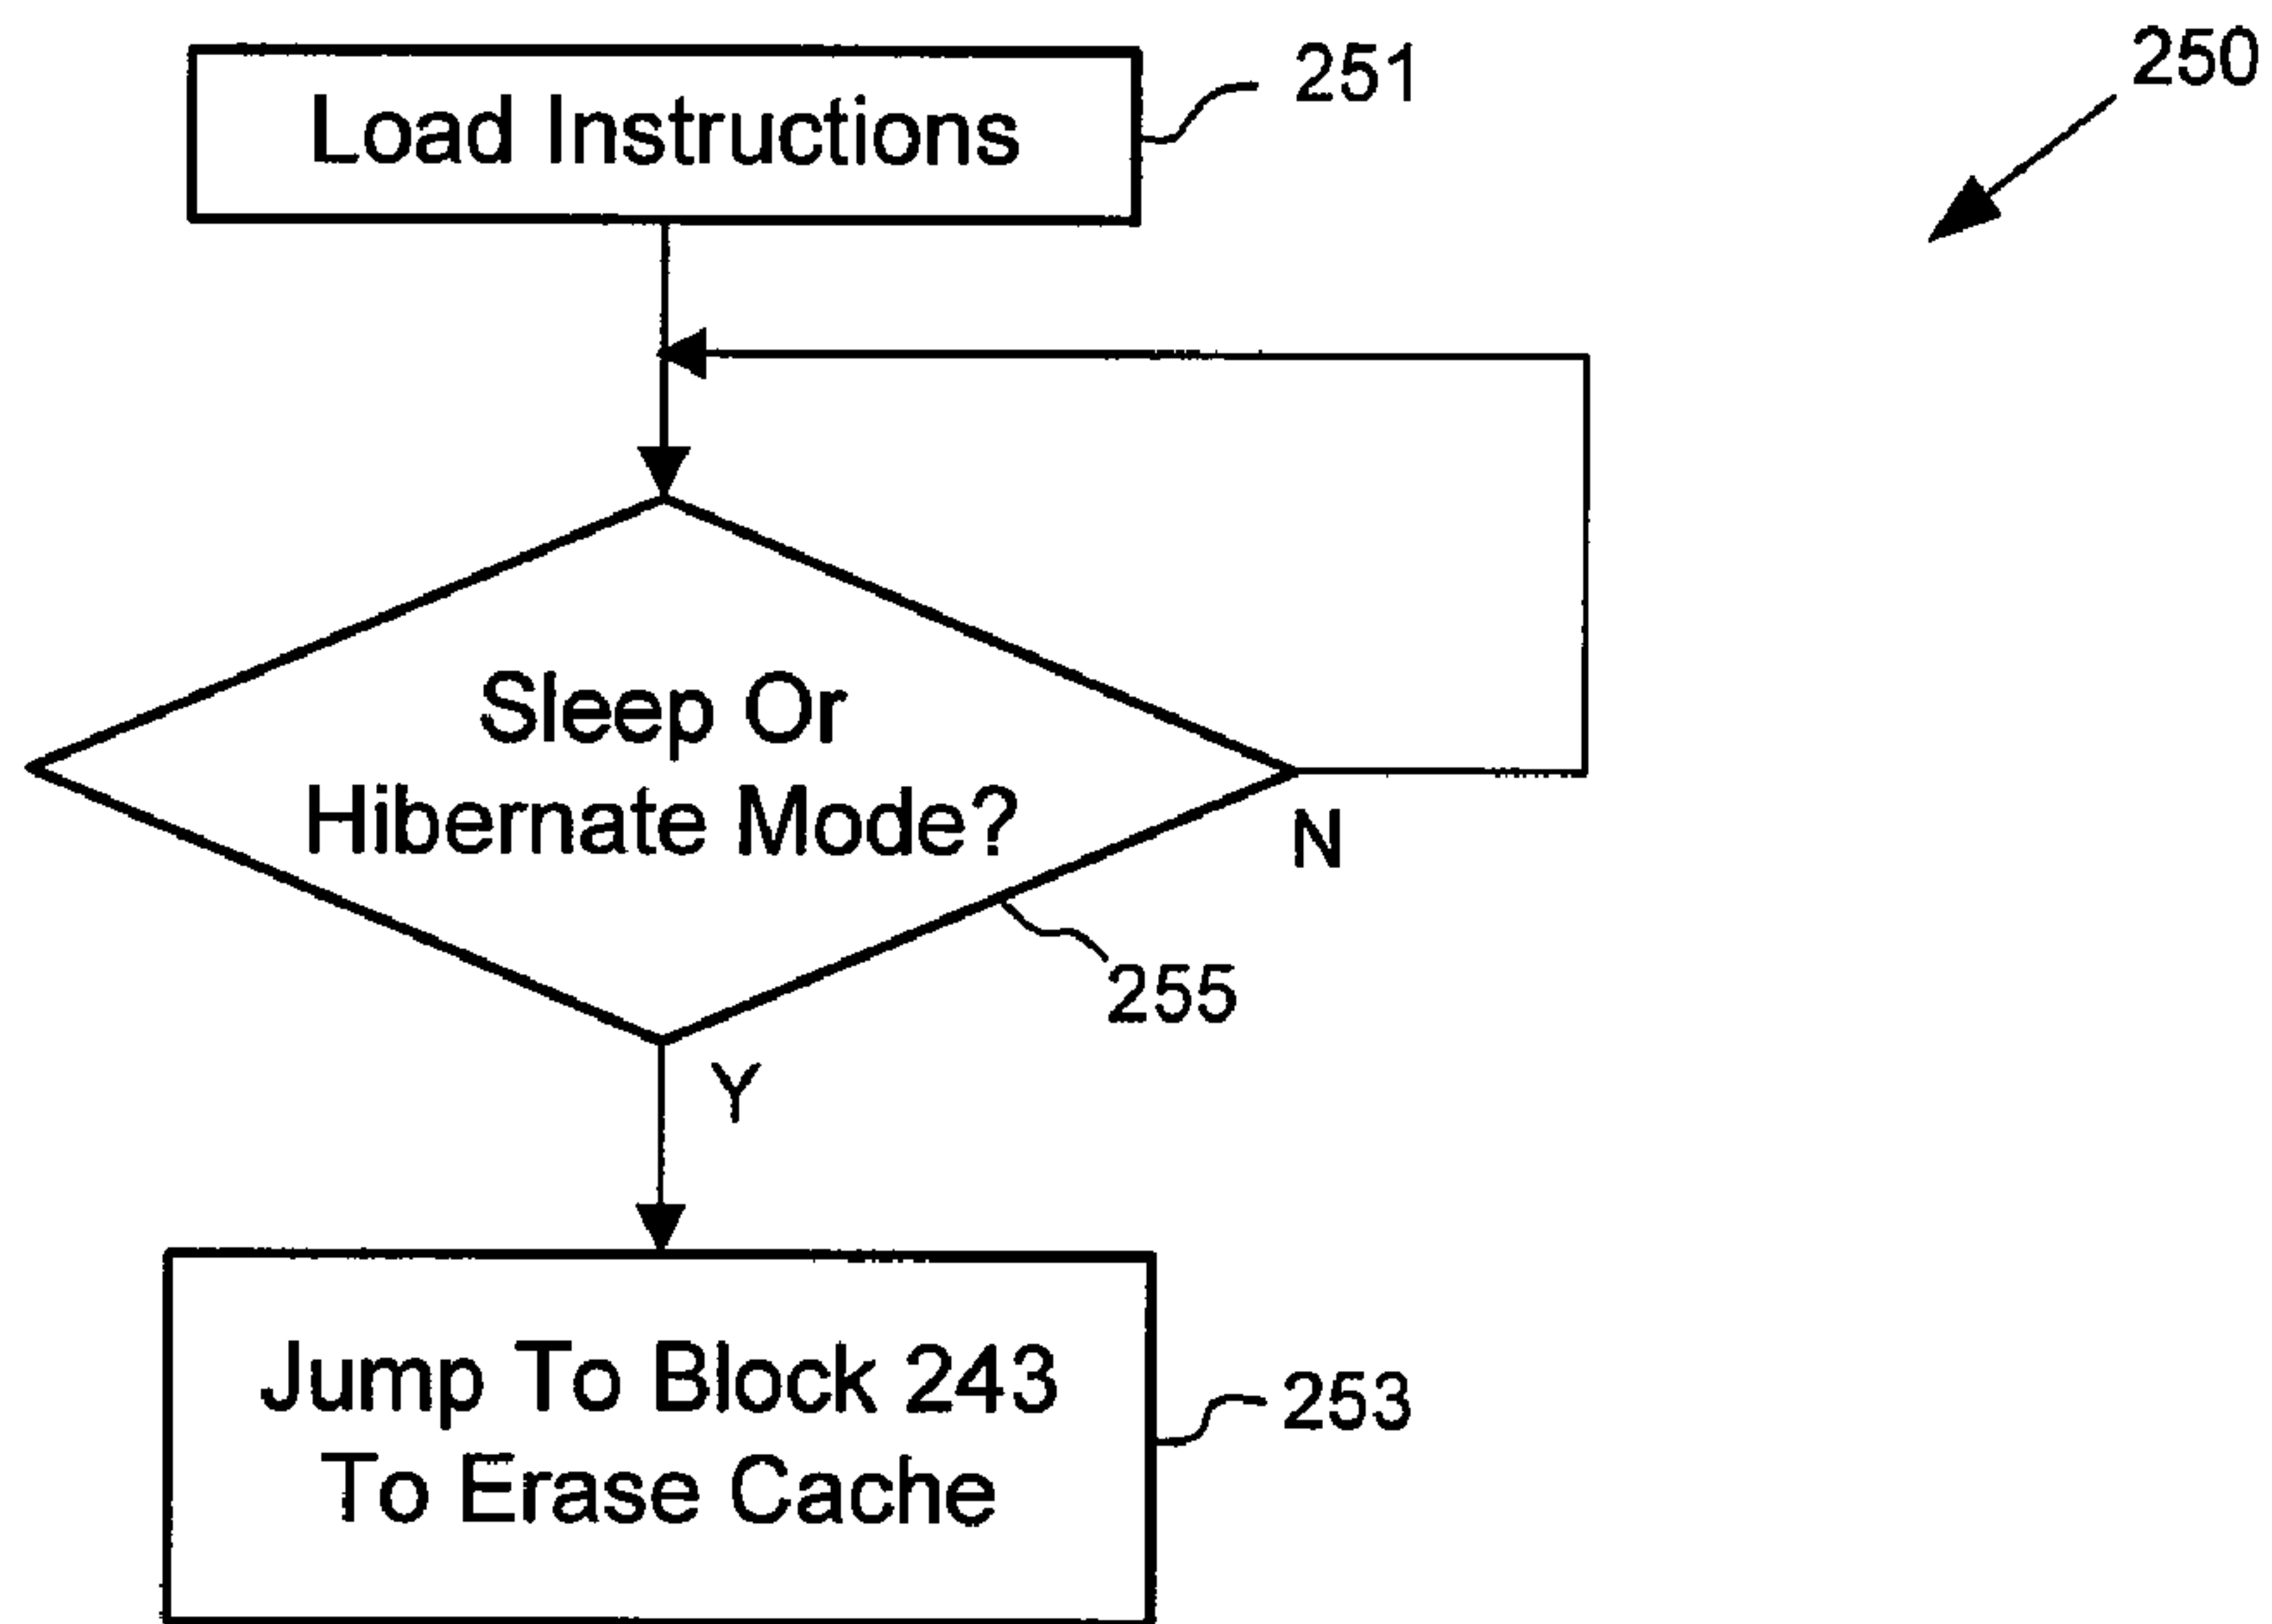 250
Load Instructions
251
Sleep Or
Hibernate Mode?
N
255
Y
Jump To Block 243
To Erase Cache
253